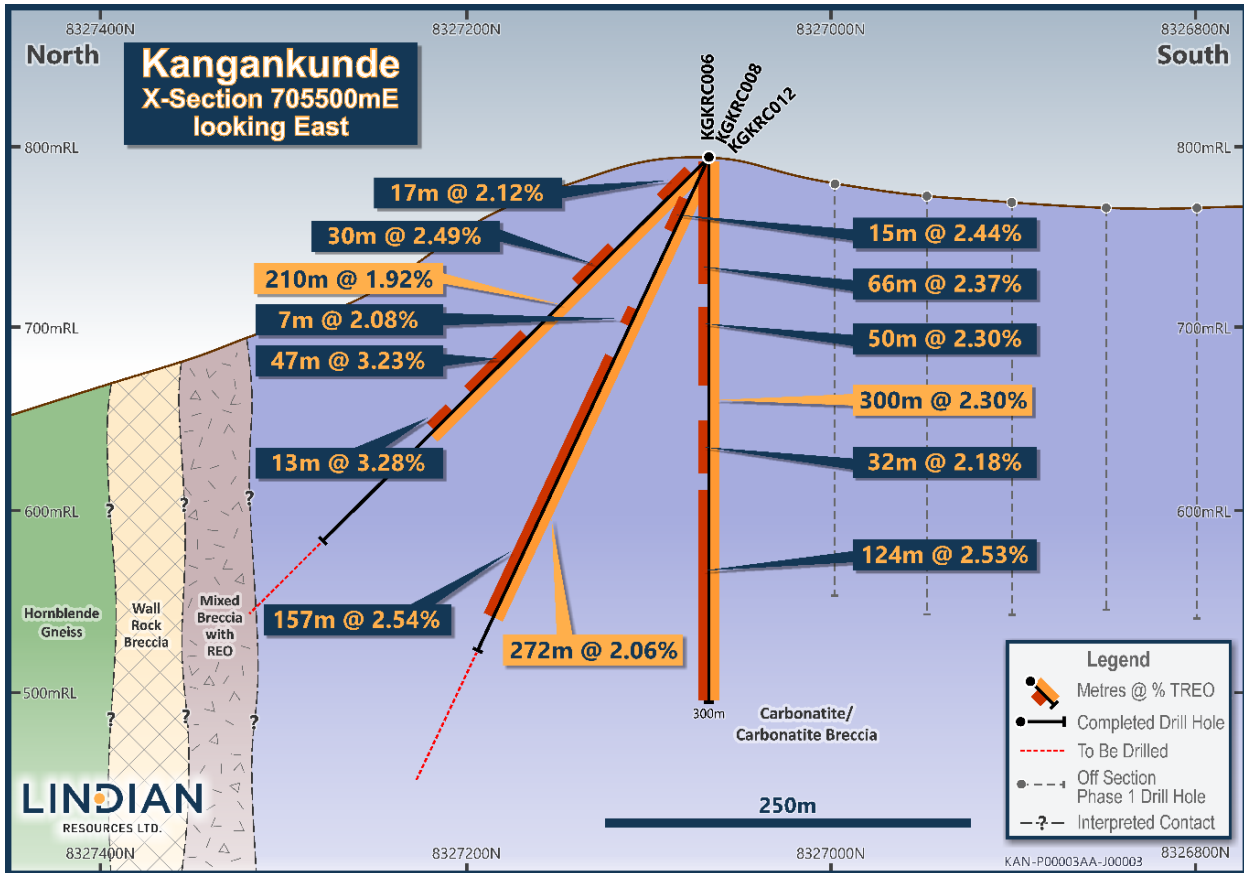 8327400N
8327200N
8327000N
8326800N
North
South
Kangankunde
X-Section 705500mE
looking East
KGKRC006
KGKRC008
KGKRC012
800mRL
800mRL
17m @ 2.12%
30m @ 2.49%
210m @ 1.92%
7m @ 2.08%
47m @ 3.23%
13m @ 3.28%
15m @ 2.44%
66m @ 2.37%
50m @ 2.30%
300m @ 2.30%
32m @ 2.18%
124m @ 2.53%
700mRL
700mRL
600mRL
600mRL
?
?
?
Hornblende
Gneiss
Wall
Rock
Breccia
Mixed
Breccia
with
REO
157m @ 2.54%
272m @ 2.06%
500mRL
?
?
?
300m
Carbonatite/
Carbonatite Breccia
Legend
Metres @ % TREO
Completed Drill Hole
To Be Drilled
Off Section
Phase 1 Drill Hole
?
Interpreted Contact
LINDIAN
RESOURCES LTD.
250m
8327400N
8327200N
8327000N
8326800N
KAN-P00003AA-J00003